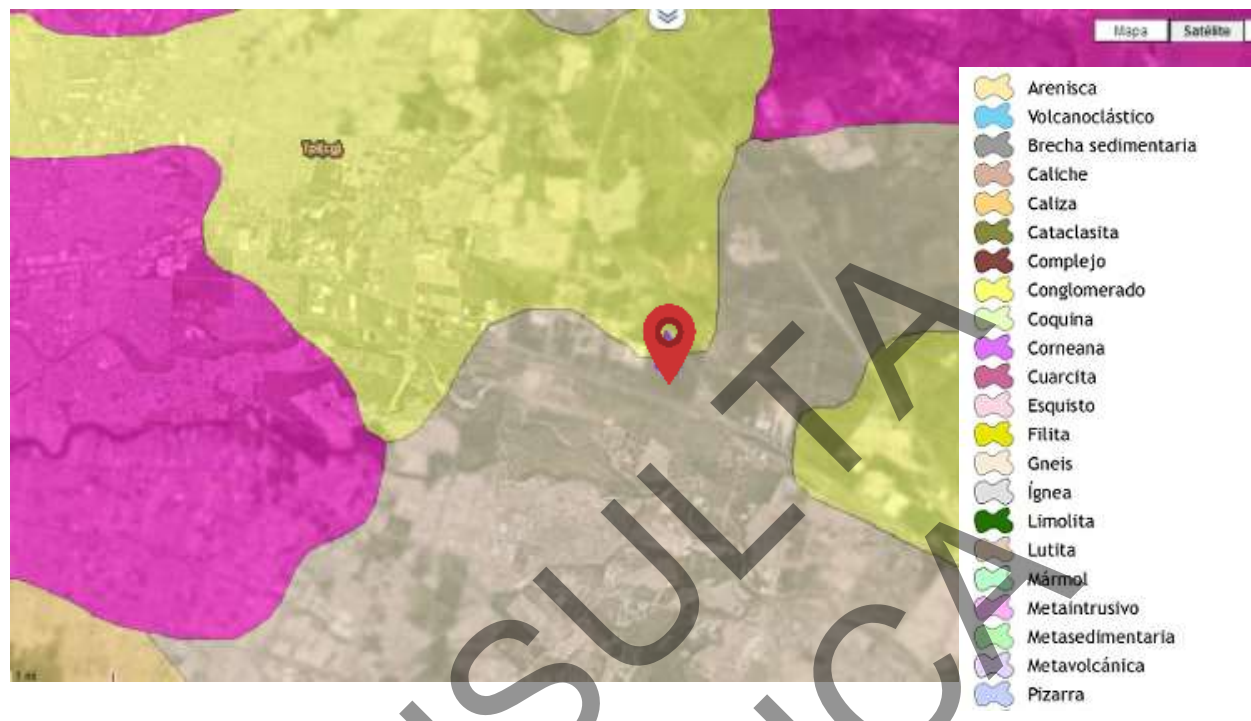 Mapa
Satélite
Arenisca
Volcanoclástico
Brecha sedimentaria
Caliche
Caliza
Cataclasita
Complejo
Conglomerado
Coquina
Corneana
Cuarcita
Esquisto
Filita
Gneis
Ígnea
Limolita
Lutita
Mármol
Metaintrusivo
Metasedimentaria
Metavolcánica
Pizarra